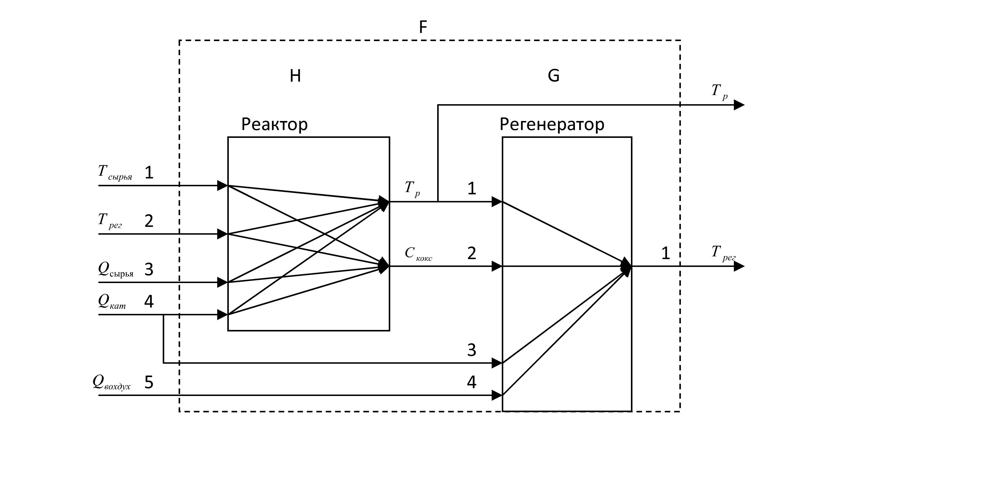 F
H
G
T р
Реактор
Регенератор
T сырья 1
T р 1
T рег 2
C кокс 2
1 T рег
Q сырья 3
Q кат 4
3
Q вохдух 5
4